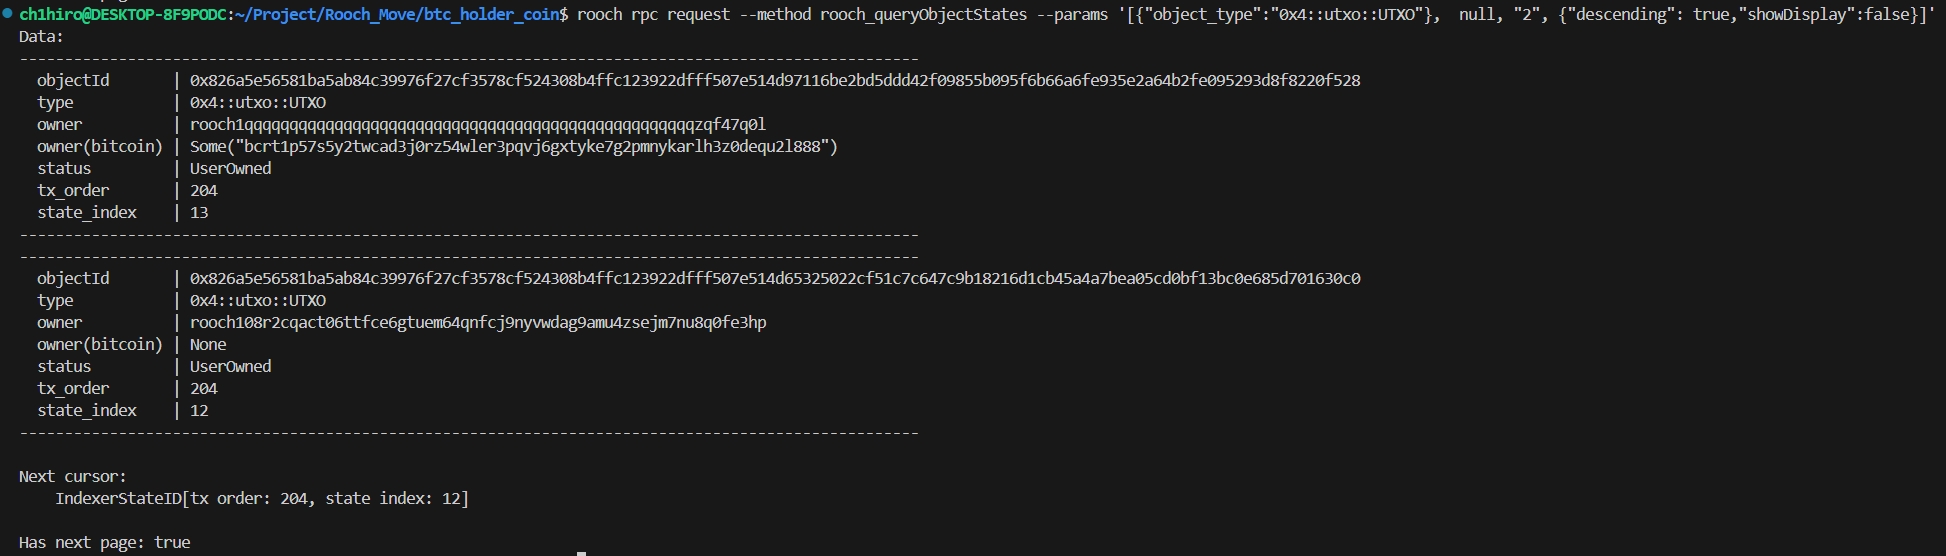 ch1hiro@DESKTOP-8F9PODC:~/Project/Rooch_Move/btc_holder_coin$ rooch rpc request --method rooch_queryObjectStates --params '[{"object_type":"0x4::utxo::UTXO"},  null, "2", {"descending": true,"showDisplay":false}]'
Data:
----------------------------------------------------------------------------------------------------
  objectId       | 0x826a5e56581ba5ab84c39976f27cf3578cf524308b4ffc123922dfff507e514d97116be2bd5ddd42f09855b095f6b66a6fe935e2a64b2fe095293d8f8220f528
  type           | 0x4::utxo::UTXO
  owner          | rooch1qqqqqqqqqqqqqqqqqqqqqqqqqqqqqqqqqqqqqqqqqqqqqqqqqqzqf47q0l
  owner(bitcoin) | Some("bcrt1p57s5y2twcad3j0rz54wler3pqvj6gxtyke7g2pmnykarlh3z0dequ2l888")
  status         | UserOwned
  tx_order       | 204
  state_index    | 13
----------------------------------------------------------------------------------------------------
----------------------------------------------------------------------------------------------------
  objectId       | 0x826a5e56581ba5ab84c39976f27cf3578cf524308b4ffc123922dfff507e514d65325022cf51c7c647c9b18216d1cb45a4a7bea05cd0bf13bc0e685d701630c0
  type           | 0x4::utxo::UTXO
  owner          | rooch108r2cqact06ttfce6gtuem64qnfcj9nyvwdag9amu4zsejm7nu8q0fe3hp
  owner(bitcoin) | None
  status         | UserOwned
  tx_order       | 204
  state_index    | 12
----------------------------------------------------------------------------------------------------
Next cursor:
    IndexerStateID[tx order: 204, state index: 12]
Has next page: true